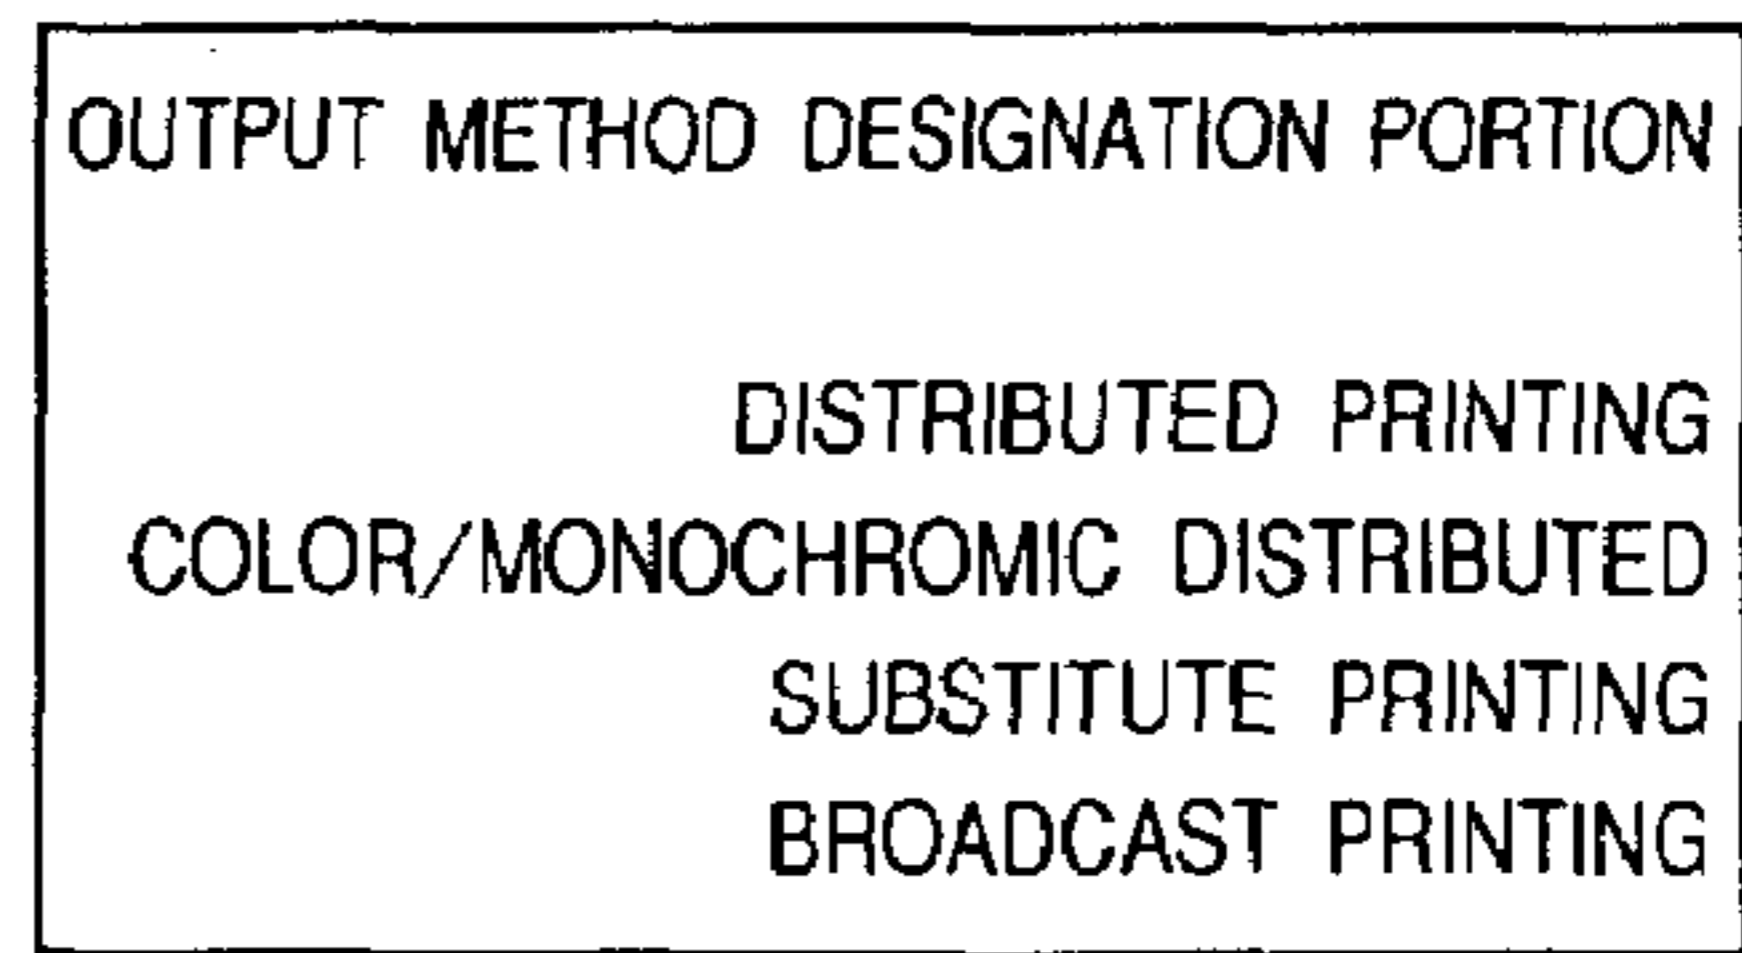 OUTPUT METHOD DESIGNATION PORTION
DISTRIBUTED PRINTING
COLOR/MONOCHROMIC DISTRIBUTED
SUBSTITUTE PRINTING
BROADCAST PRINTING